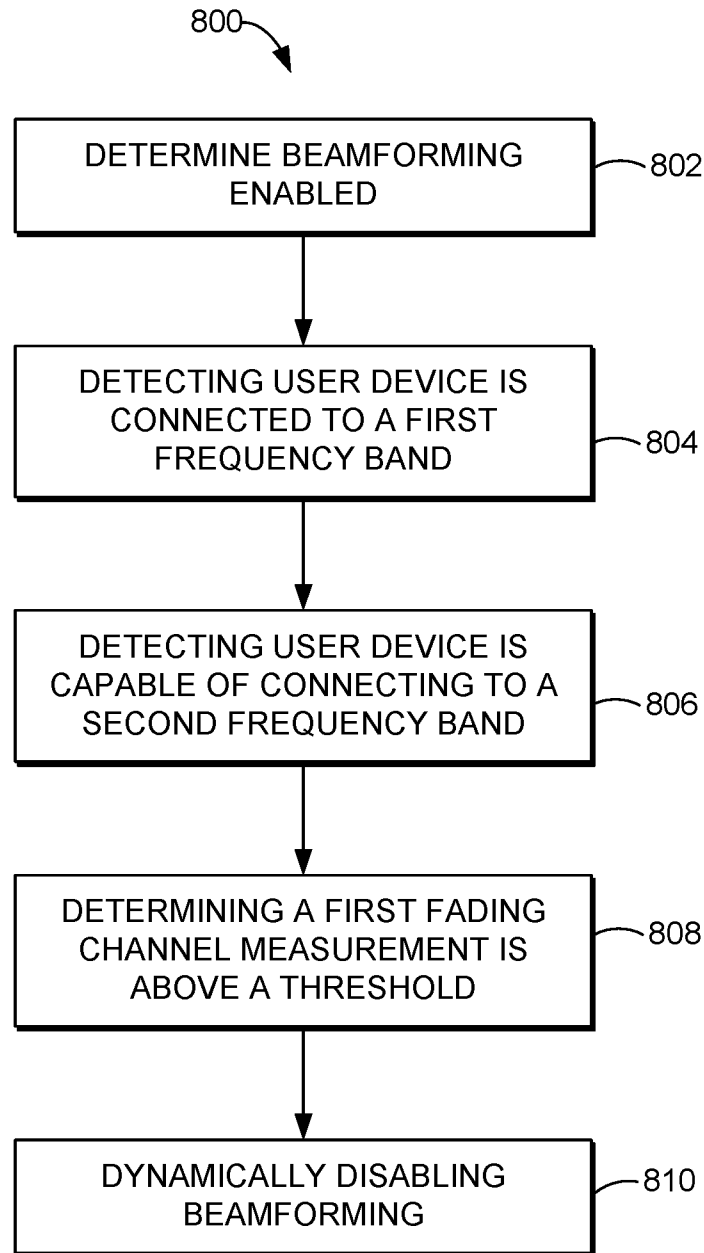 800
DETERMINE BEAMFORMING
ENABLED
802
DETECTING USER DEVICE IS
CONNECTED TO A FIRST
FREQUENCY BAND
804
DETECTING USER DEVICE IS
CAPABLE OF CONNECTING TO A
SECOND FREQUENCY BAND
806
DETERMINING A FIRST FADING
CHANNEL MEASUREMENT IS
ABOVE A THRESHOLD
808
DYNAMICALLY DISABLING
BEAMFORMING
810